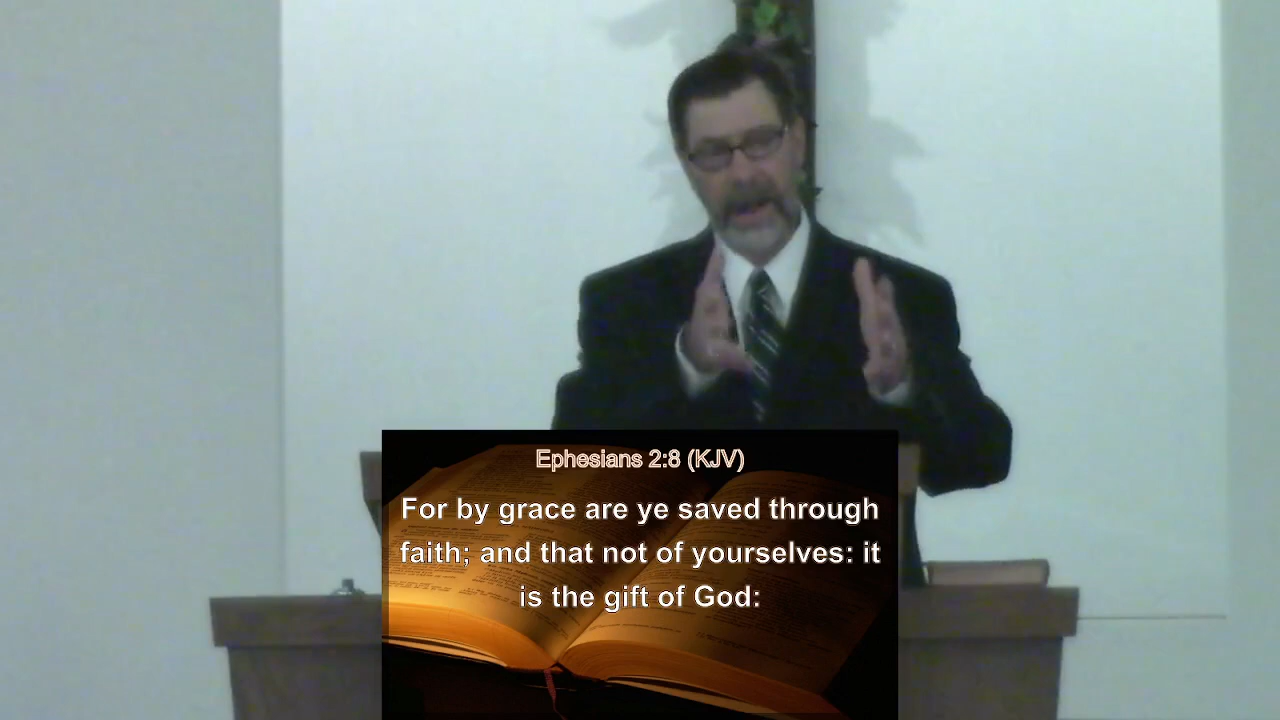 Ephesians 2:8 (KJV)
For by grace are ye saved through
faith; and that not of yourselves: it
is the gift of God: